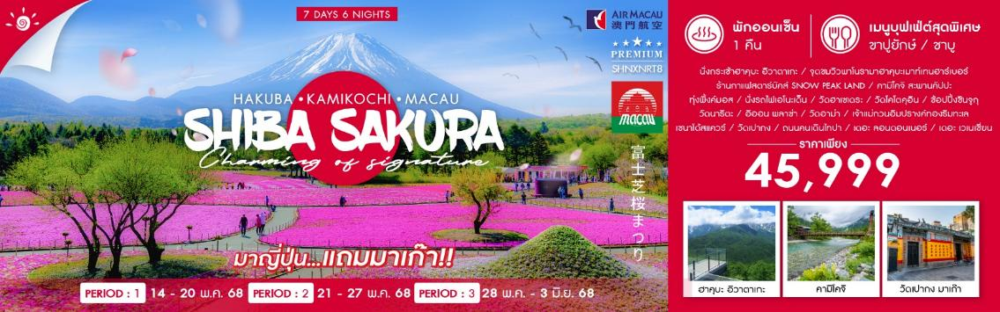 7 DAYS 6 NIGHTS
AIR MACAU
澳門航空
PREMIUM
SHNXNRT8
MACAU
HAKUBA • KAMIKOCHI • MACAU
SHIBA SAKURA
Charming of signature
富士芝桜まつり
มาญี่ปุ่น...แถมมาเก๊า!!
PERIOD : 1 14 - 20 พ.ค. 68 PERIOD : 2 21 - 27 พ.ค. 68 PERIOD : 3 28 พ.ค. - 3 มิ.ย. 68
พักออนเซ็น
1 คืน
เมนูบุฟเฟ่ต์สุดพิเศษ
ขาปูยักษ์ / ชาบู
นั่งกระเช้าฮาคุบะ อิวาตาเกะ / จุดชมวิวพาโนรามาฮาคุบะเมาท์เทนฮาร์เบอร์
ร้านกาแฟสตาร์บัคส์ SNOW PEAK LAND / คามิโคจิ สะพานคัปปะ
ทุ่งพิ้งค์มอส / นั่งรถไฟเอโนะเด็น / วัดฮาเซเดระ / วัดโคโตคุอิน / ช้อปปิ้งชินจูกุ
วัดนาริตะ / อิออน พลาซ่า / วัดอาม่า / เจ้าแม่กวนอิมปรางค์ทองริมทะเล
เซนาโด้สแควร์ / วัดเปากง / ถนนคนเดินไทปา / เดอะ ลอนดอนเนอร์ / เดอะ เวเนเชี่ยน
ราคาเพียง
45,999
ฮาคุบะ อิวาตาเกะ
คามิโคจิ
วัดเปากง มาเก๊า